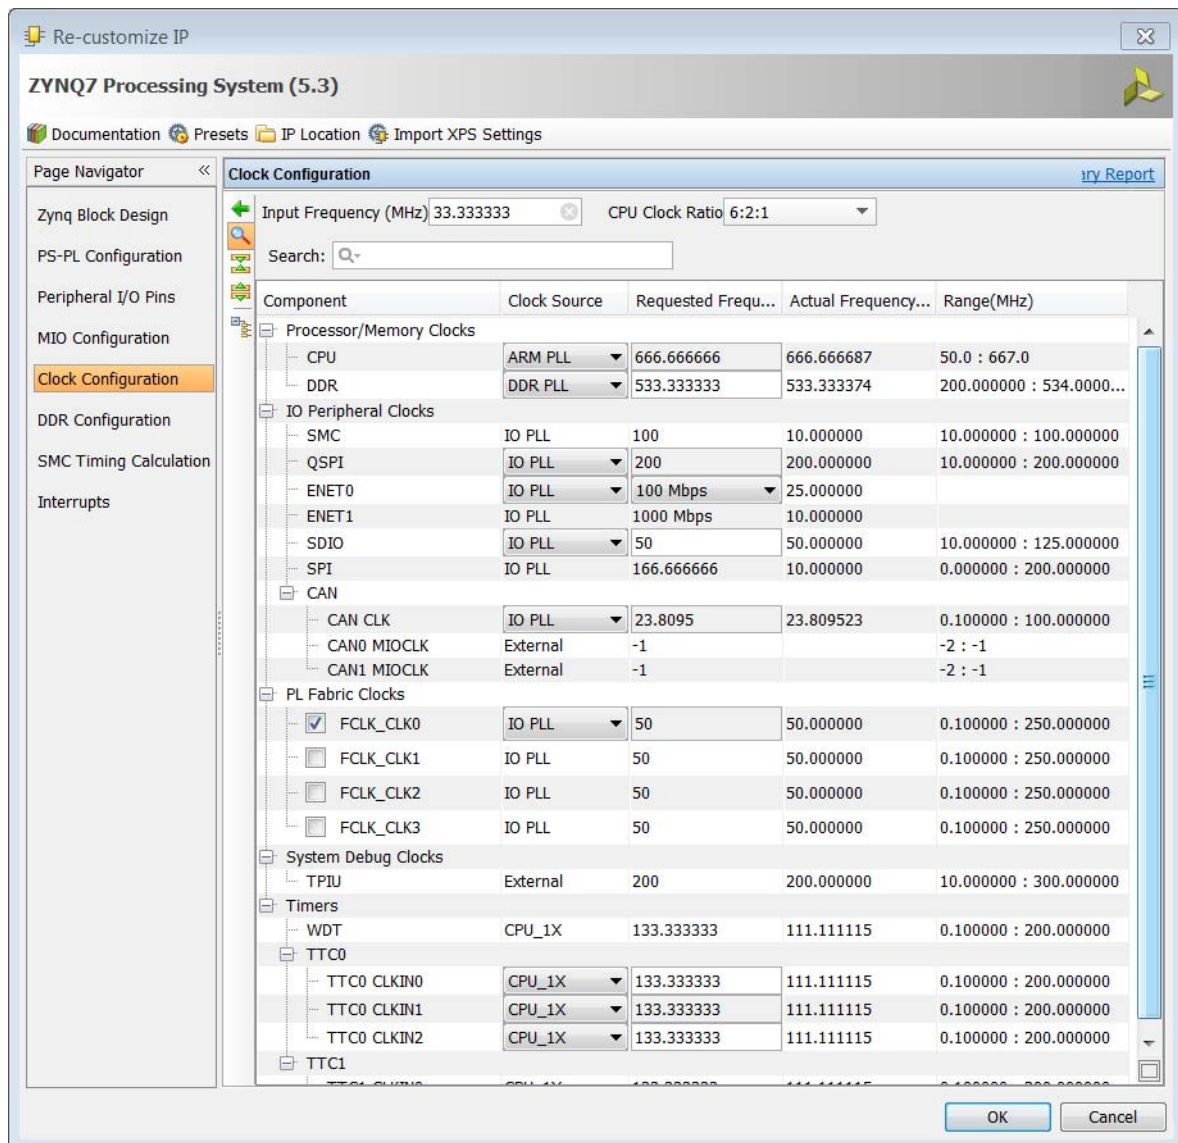 Re-customize IP
ZYNQ7 Processing System (5.3)
Documentation Presets IP Location Import XPS Settings
Page Navigator «
Zynq Block Design
PS-PL Configuration
Peripheral I/O Pins
MIO Configuration
Clock Configuration
DDR Configuration
SMC Timing Calculation
Interrupts
Clock Configuration ary Report
Input Frequency (MHz) 33.333333 CPU Clock Ratio 6:2:1
Search:
Component Clock Source Requested Frequ... Actual Frequency... Range(MHz)
Processor/Memory Clocks
CPU ARM PLL 666.666666 666.666687 50.0 : 667.0
DDR DDR PLL 533.333333 533.333374 200.000000 : 534.0000...
IO Peripheral Clocks
SMC IO PLL 100 10.000000 10.000000 : 100.000000
QSPI IO PLL 200 200.000000 10.000000 : 200.000000
ENET0 IO PLL 100 Mbps 25.000000
ENET1 IO PLL 1000 Mbps 10.000000
SDIO IO PLL 50 50.000000 10.000000 : 125.000000
SPI IO PLL 166.666666 10.000000 0.000000 : 200.000000
CAN
CAN CLK IO PLL 23.8095 23.809523 0.100000 : 100.000000
CAN0 MIOCLK External -1 -2 : -1
CAN1 MIOCLK External -1 -2 : -1
PL Fabric Clocks
FCLK_CLK0 IO PLL 50 50.000000 0.100000 : 250.000000
FCLK_CLK1 IO PLL 50 50.000000 0.100000 : 250.000000
FCLK_CLK2 IO PLL 50 50.000000 0.100000 : 250.000000
FCLK_CLK3 IO PLL 50 50.000000 0.100000 : 250.000000
System Debug Clocks
TPIU External 200 200.000000 10.000000 : 300.000000
Timers
WDT CPU_1X 133.333333 111.111115 0.100000 : 200.000000
TTC0
TTC0 CLKIN0 CPU_1X 133.333333 111.111115 0.100000 : 200.000000
TTC0 CLKIN1 CPU_1X 133.333333 111.111115 0.100000 : 200.000000
TTC0 CLKIN2 CPU_1X 133.333333 111.111115 0.100000 : 200.000000
TTC1
OK Cancel